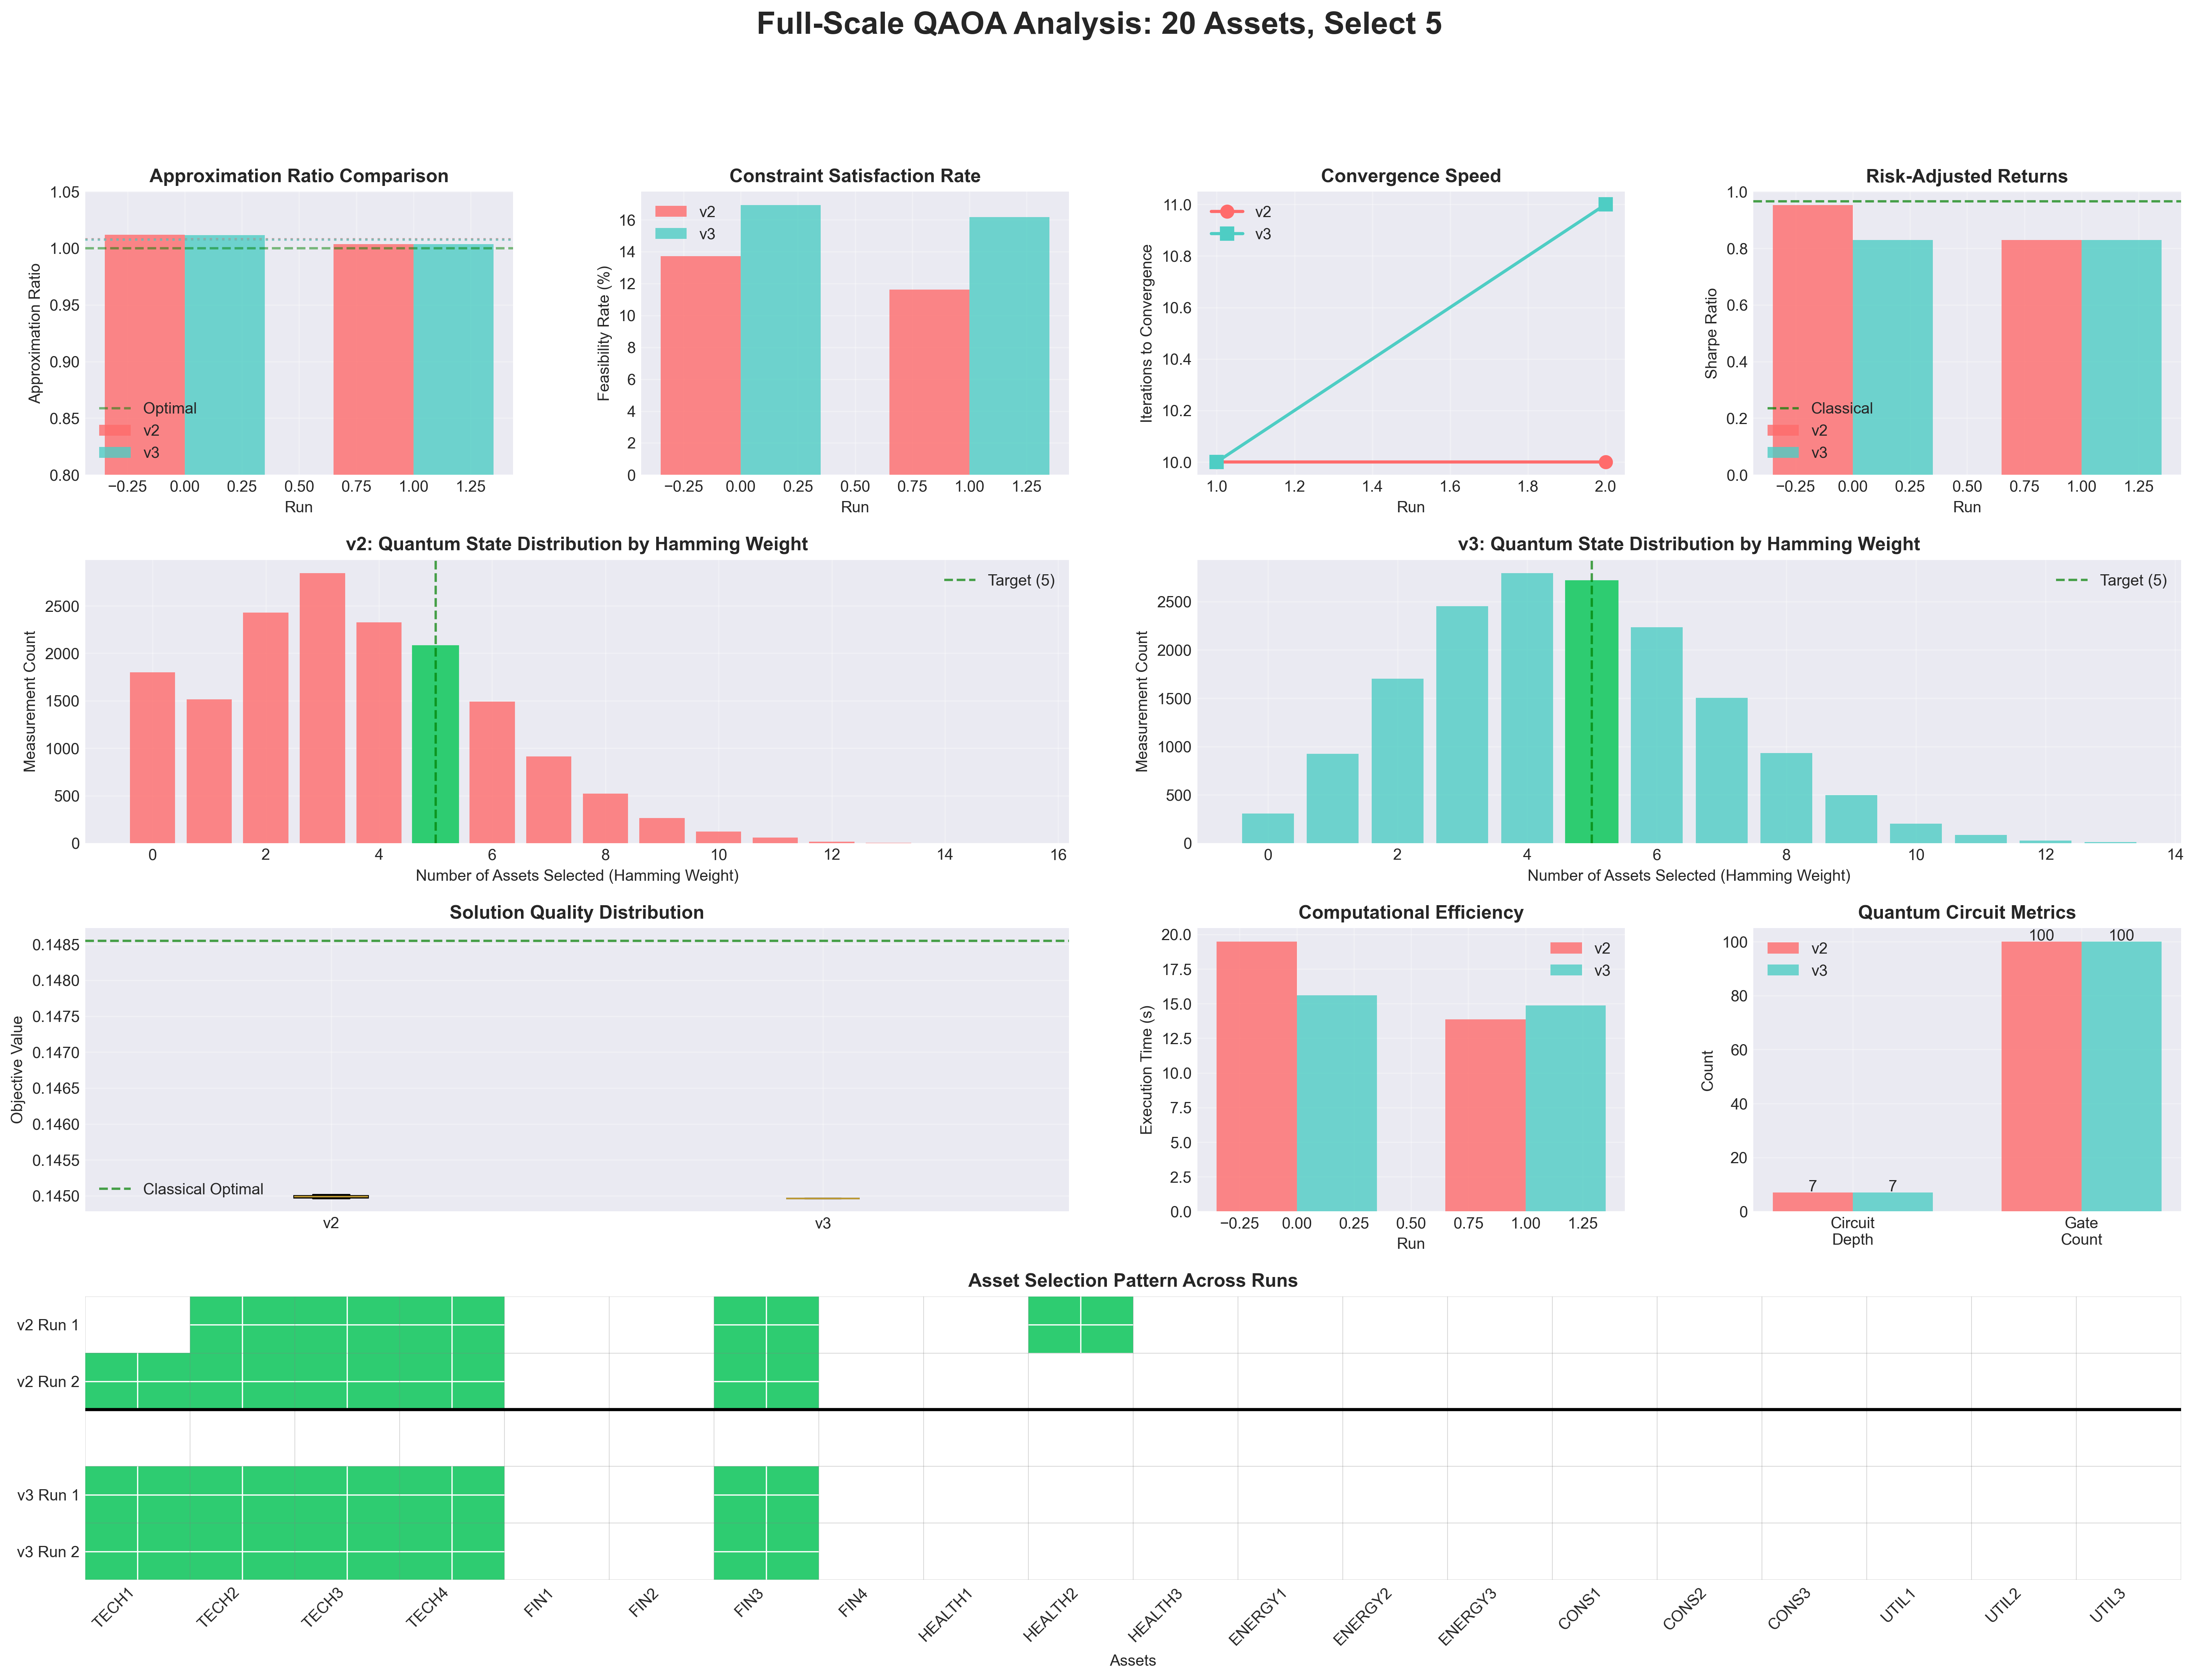 Full-Scale QAOA Analysis: 20 Assets, Select 5
Approximation Ratio Comparison
1.05
1.00
0.95
0.90
0.85
0.80
Approximation Ratio
Optimal
v2
v3
−0.25 0.00 0.25 0.50 0.75 1.00 1.25
Run
Constraint Satisfaction Rate
16
14
12
10
8
6
4
2
0
Feasibility Rate (%)
v2
v3
−0.25 0.00 0.25 0.50 0.75 1.00 1.25
Run
Convergence Speed
11.0
10.8
10.6
10.4
10.2
10.0
Iterations to Convergence
v2
v3
1.0 1.2 1.4 1.6 1.8 2.0
Run
Risk-Adjusted Returns
1.0
0.8
0.6
0.4
0.2
0.0
Sharpe Ratio
Classical
v2
v3
−0.25 0.00 0.25 0.50 0.75 1.00 1.25
Run
v2: Quantum State Distribution by Hamming Weight
2500
2000
1500
1000
500
0
Measurement Count
Target (5)
0 2 4 6 8 10 12 14 16
Number of Assets Selected (Hamming Weight)
v3: Quantum State Distribution by Hamming Weight
2500
2000
1500
1000
500
0
Measurement Count
Target (5)
0 2 4 6 8 10 12 14
Number of Assets Selected (Hamming Weight)
Solution Quality Distribution
0.1485
0.1480
0.1475
0.1470
0.1465
0.1460
0.1455
0.1450
Objective Value
Classical Optimal
v2 v3
Computational Efficiency
20.0
17.5
15.0
12.5
10.0
7.5
5.0
2.5
0.0
Execution Time (s)
v2
v3
−0.25 0.00 0.25 0.50 0.75 1.00 1.25
Run
Quantum Circuit Metrics
100
80
60
40
20
0
Count
v2
v3
100 100
7 7
Circuit
Depth
Gate
Count
Asset Selection Pattern Across Runs
v2 Run 1
v2 Run 2
v3 Run 1
v3 Run 2
TECH1 TECH2 TECH3 TECH4 FIN1 FIN2 FIN3 FIN4 HEALTH1 HEALTH2 HEALTH3 ENERGY1 ENERGY2 ENERGY3 CONS1 CONS2 CONS3 UTIL1 UTIL2 UTIL3
Assets